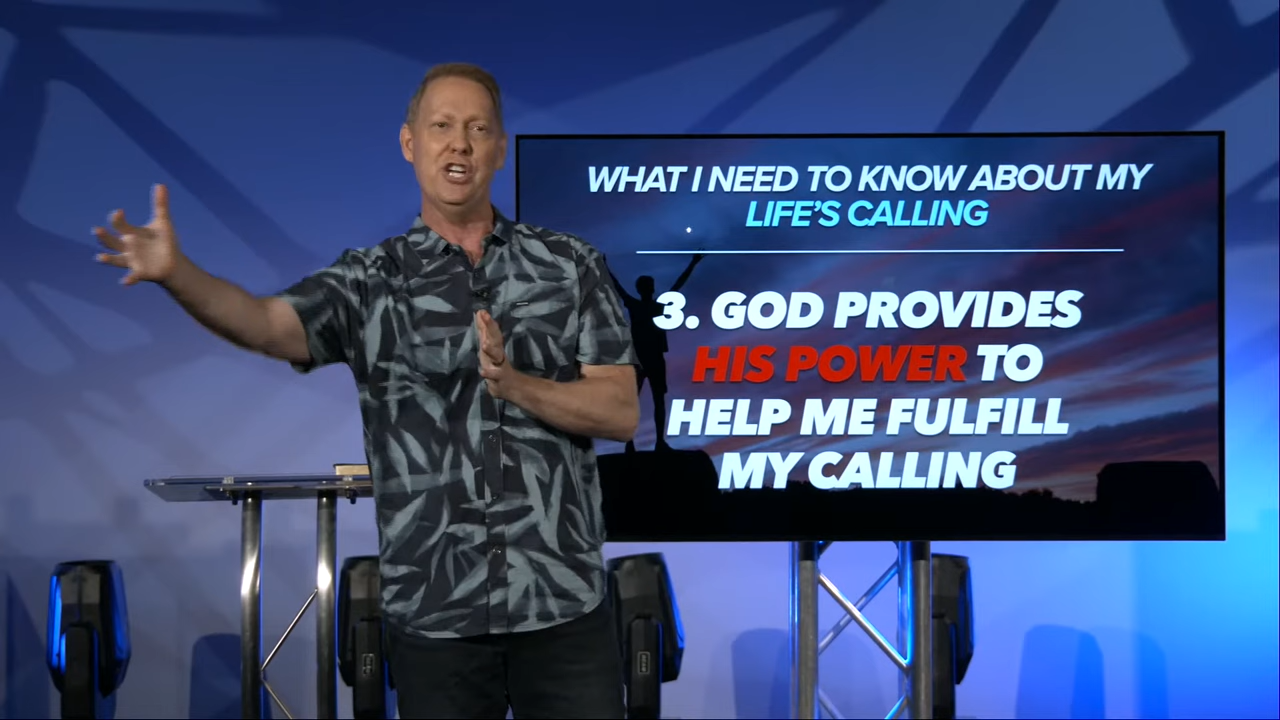 WHAT I NEED TO KNOW ABOUT MY
LIFE'S CALLING
3. GOD PROVIDES
HIS POWER TO
HELP ME FULFILL
MY CALLING